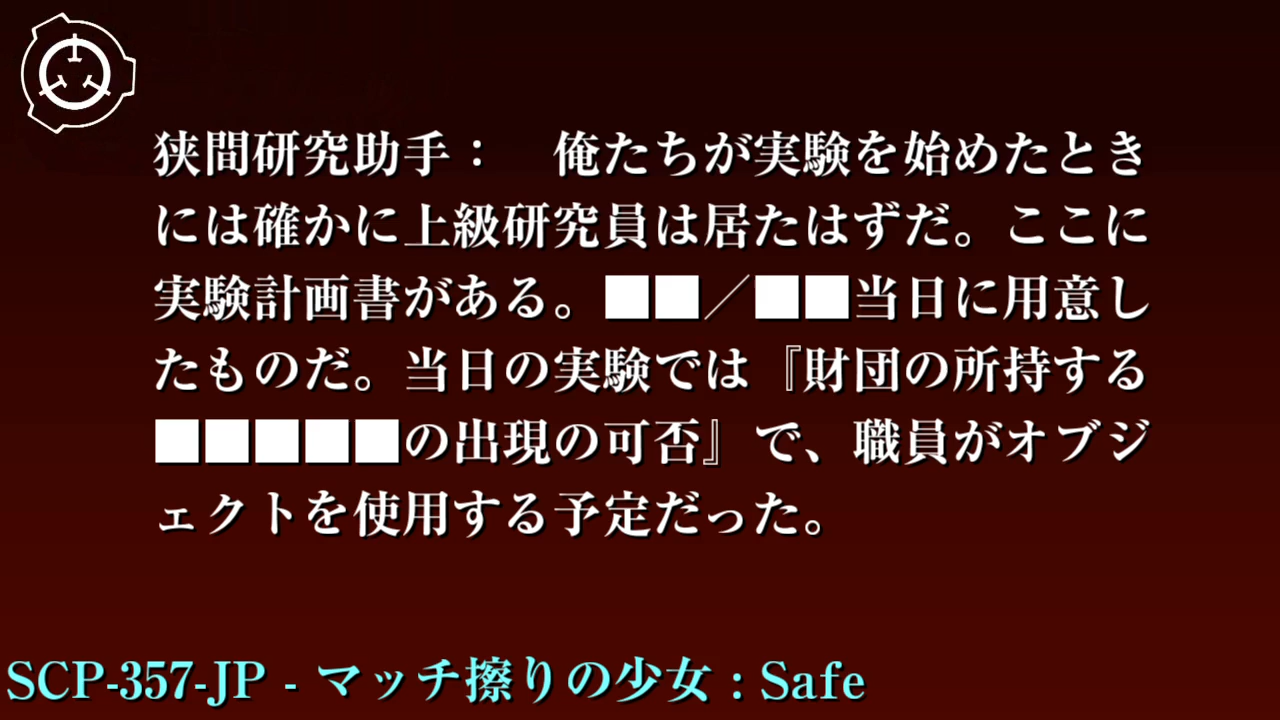 狭間研究助手：　俺たちが実験を始めたとき
には確かに上級研究員は居たはずだ。ここに
実験計画書がある。■■／■■当日に用意し
たものだ。当日の実験では『財団の所持する
■■■■■の出現の可否』で、職員がオブジ
ェクトを使用する予定だった。
SCP-357-JP - マッチ擦りの少女 : Safe